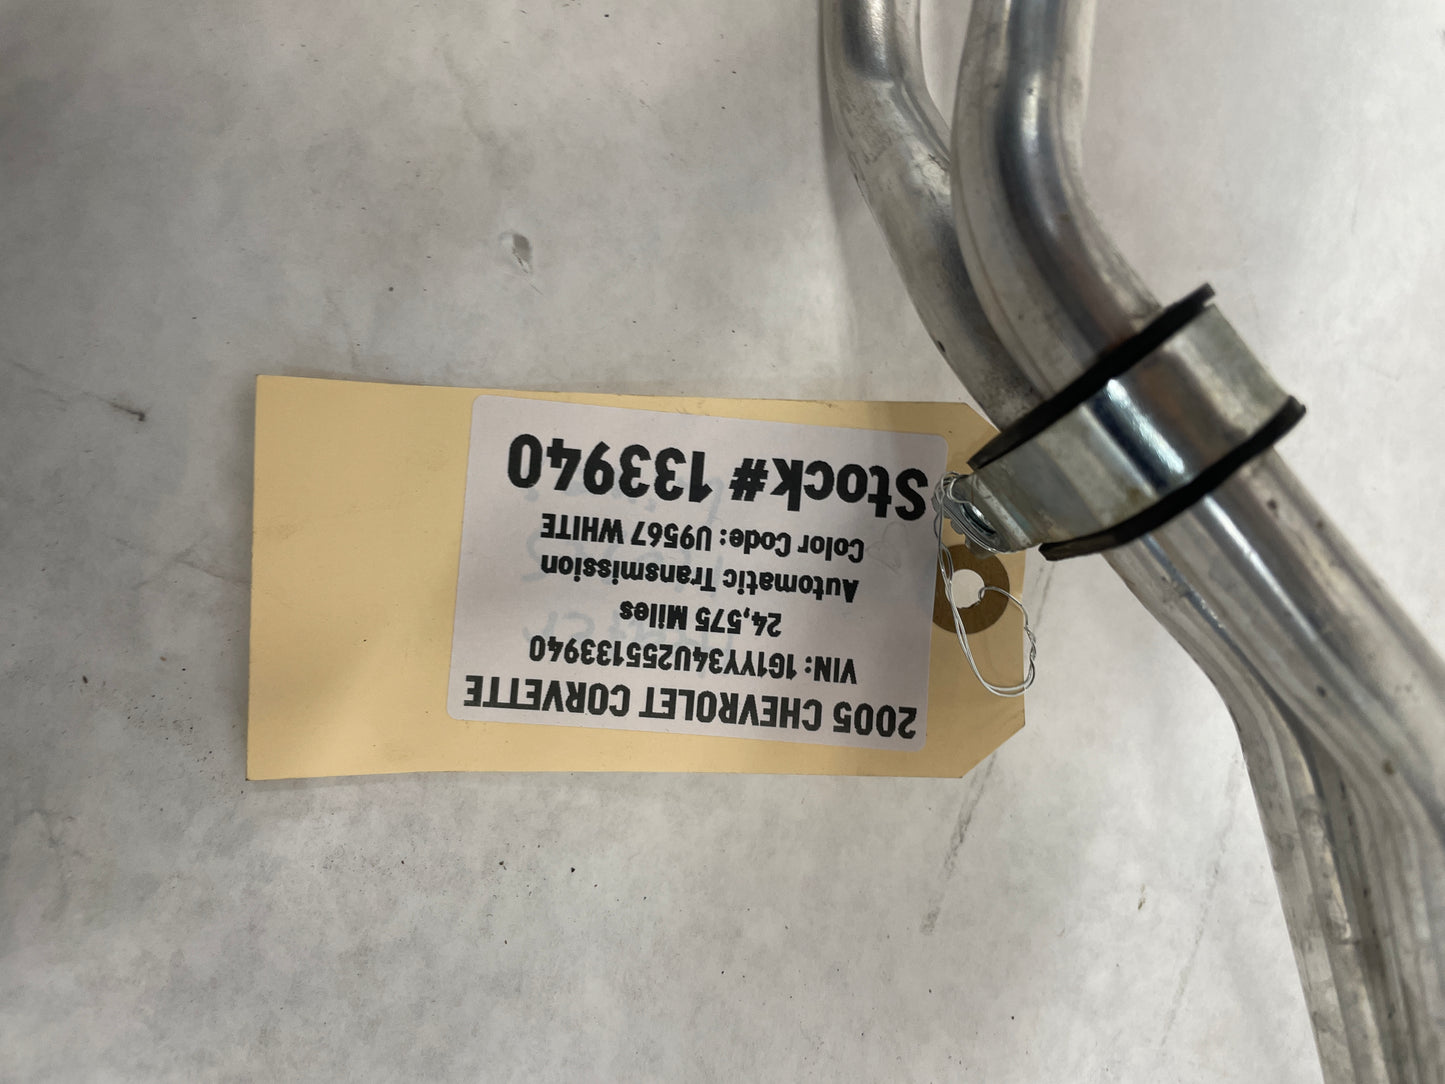 2005 CHEVROLET CORVETTE
VIN: 1G1YY34U255133940
24,575 Miles
Automatic Transmission
Color Code: U9567 WHITE
Stock# 133940